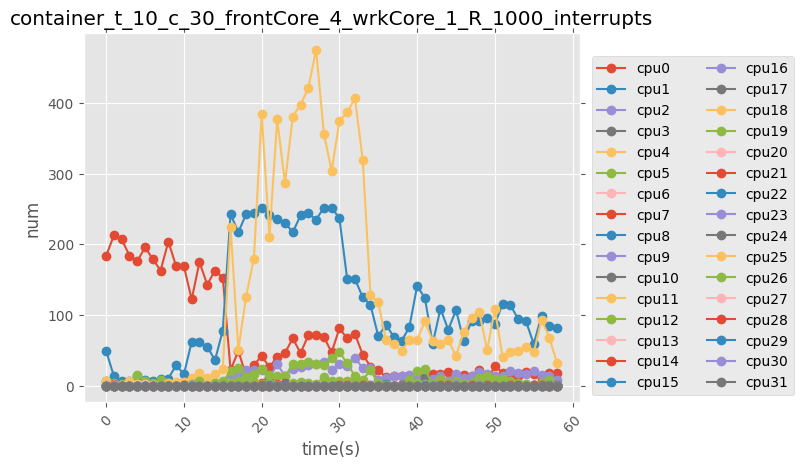 container_t_10_c_30_frontCore_4_wrkCore_1_R_1000_interrupts
num
400
300
200
100
0
0
10
20
30
40
50
60
time(s)
cpu0
cpu1
cpu2
cpu3
cpu4
cpu5
cpu6
cpu7
cpu8
cpu9
cpu10
cpu11
cpu12
cpu13
cpu14
cpu15
cpu16
cpu17
cpu18
cpu19
cpu20
cpu21
cpu22
cpu23
cpu24
cpu25
cpu26
cpu27
cpu28
cpu29
cpu30
cpu31